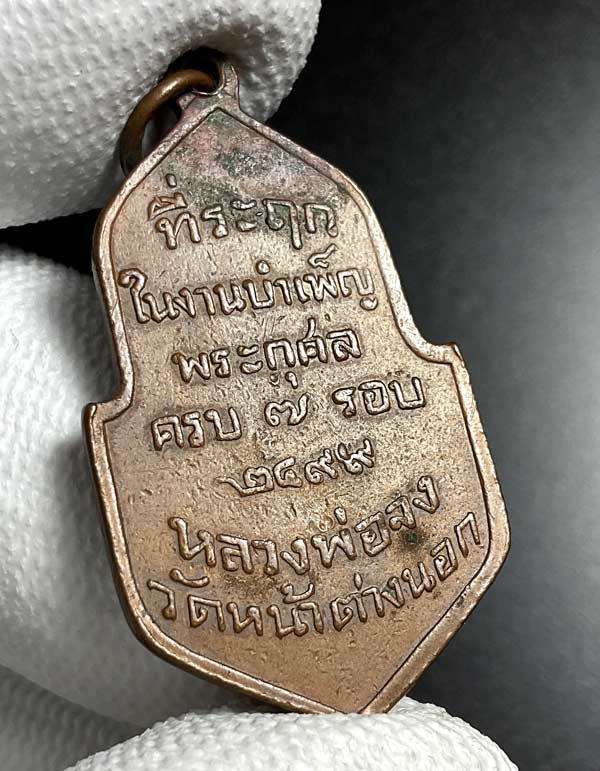 ที่ระฤก
ในงานบำเพ็ญ
พระกุศล
ครบ ๗ รอบ
๒๔๙๙
หลวงพ่อจง
วัดหน้าต่างนอก